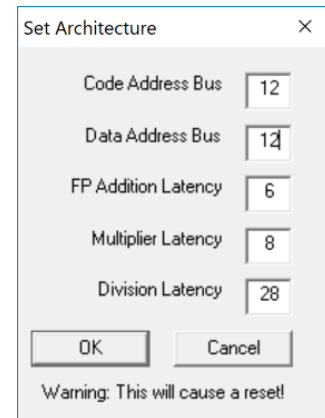 Set Architecture
Code Address Bus 12
Data Address Bus 12
FP Addition Latency 6
Multiplier Latency 8
Division Latency 28
OK Cancel
Warning: This will cause a reset!